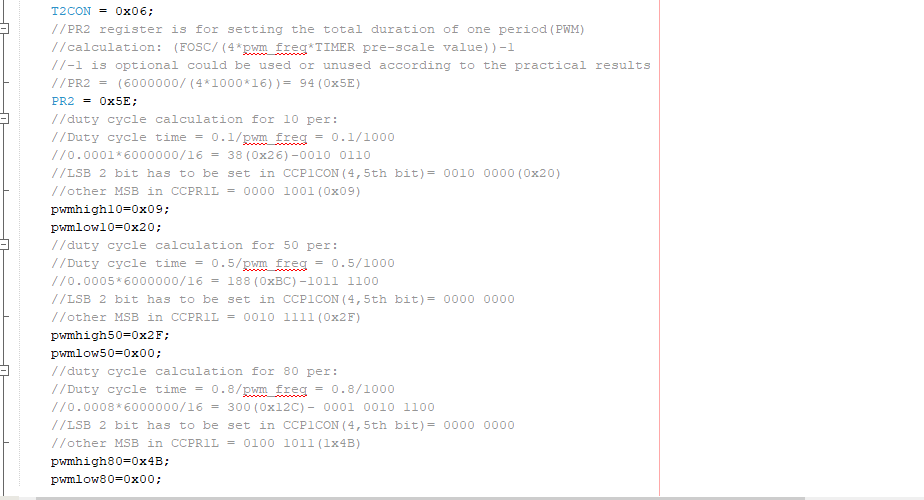 T2CON = 0x06;
//PR2 register is for setting the total duration of one period(PWM)
//calculation: (FOSC/(4*pwm_freq*TIMER pre-scale value))-1
//-1 is optional could be used or unused according to the practical results
//PR2 = (6000000/(4*1000*16))= 94(0x5E)
PR2 = 0x5E;
//duty cycle calculation for 10 per:
//Duty cycle time = 0.1/pwm_freq = 0.1/1000
//0.0001*6000000/16 = 38(0x26)-0010 0110
//LSB 2 bit has to be set in CCP1CON(4,5th bit)= 0010 0000(0x20)
//other MSB in CCPR1L = 0000 1001(0x09)
pwmhigh10=0x09;
pwmlow10=0x20;
//duty cycle calculation for 50 per:
//Duty cycle time = 0.5/pwm_freq = 0.5/1000
//0.0005*6000000/16 = 188(0xBC)-1011 1100
//LSB 2 bit has to be set in CCP1CON(4,5th bit)= 0000 0000
//other MSB in CCPR1L = 0010 1111(0x2F)
pwmhigh50=0x2F;
pwmlow50=0x00;
//duty cycle calculation for 80 per:
//Duty cycle time = 0.8/pwm_freq = 0.8/1000
//0.0008*6000000/16 = 300(0x12C)- 0001 0010 1100
//LSB 2 bit has to be set in CCP1CON(4,5th bit)= 0000 0000
//other MSB in CCPR1L = 0100 1011(1x4B)
pwmhigh80=0x4B;
pwmlow80=0x00;